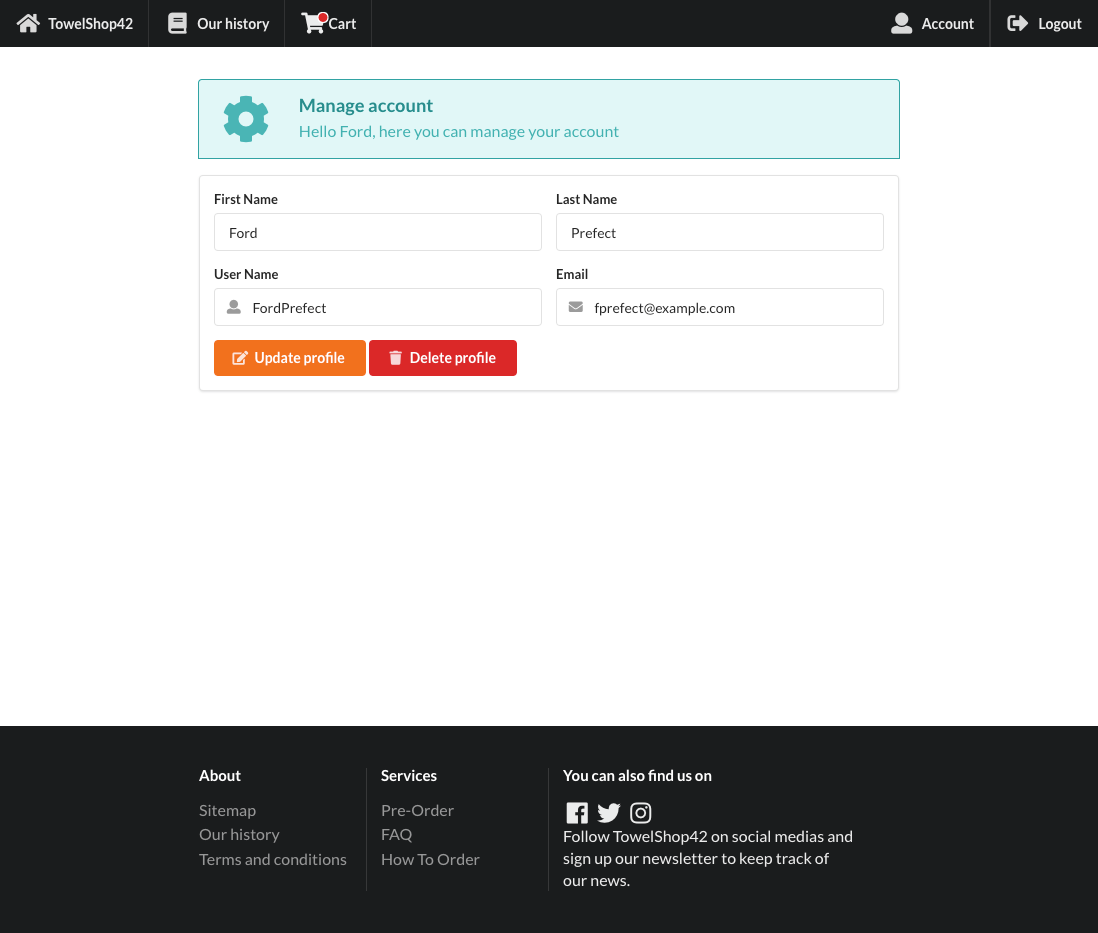 TowelShop42 Our history Cart Account Logout
Manage account
Hello Ford, here you can manage your account
First Name Last Name
Ford Prefect
User Name Email
FordPrefect fprefect@example.com
Update profile Delete profile
About Services You can also find us on
Sitemap Pre-Order
Our history FAQ Follow TowelShop42 on social medias and
Terms and conditions How To Order sign up our newsletter to keep track of
our news.